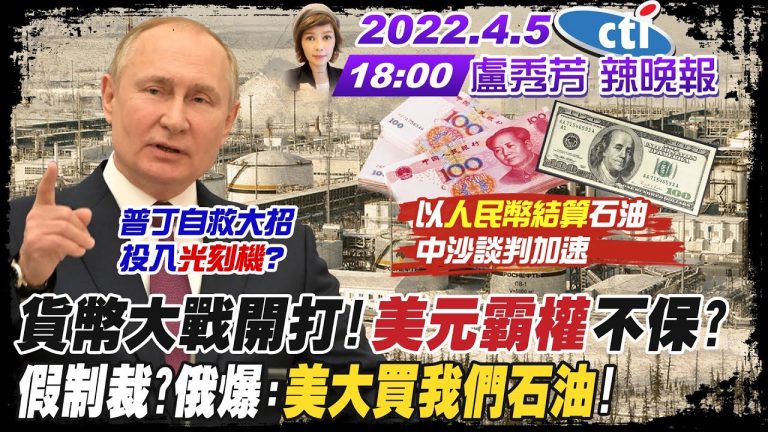 2022.4.5
cti
18:00 盧秀芳 辣晚報
100
100
100
普丁自救大招
投入光刻機?
以人民幣結算石油
中沙談判加速
貨幣大戰開打!美元霸權不保?
假制裁?俄爆:美大買我們石油!